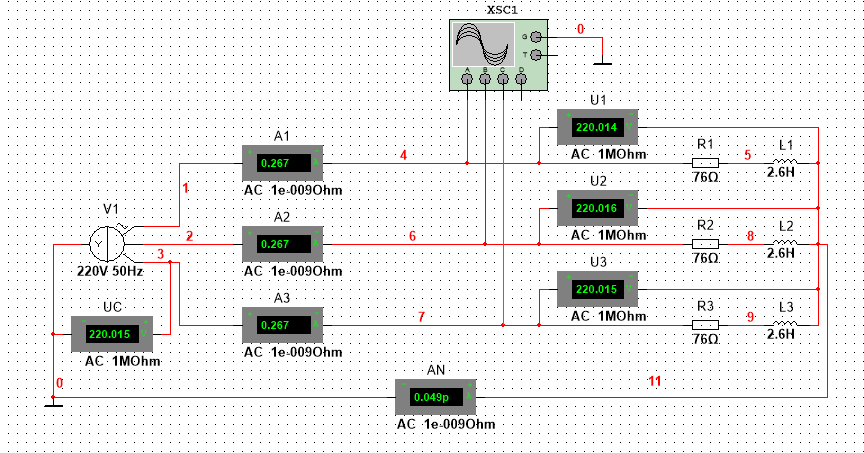 XSC1
0
G
T
A B C D
U1
220.014 V
AC 1MOhm
A1
0.267 A
AC 1e-009Ohm
4
R1
76Ω
5
L1
2.6H
1
U2
220.016 V
AC 1MOhm
V1
Y
220V 50Hz
2
A2
0.267 A
AC 1e-009Ohm
6
R2
76Ω
8
L2
2.6H
3
U3
220.015 V
AC 1MOhm
UC
220.015 V
AC 1MOhm
A3
0.267 A
AC 1e-009Ohm
7
R3
76Ω
9
L3
2.6H
0
AN
0.049p A
AC 1e-009Ohm
11